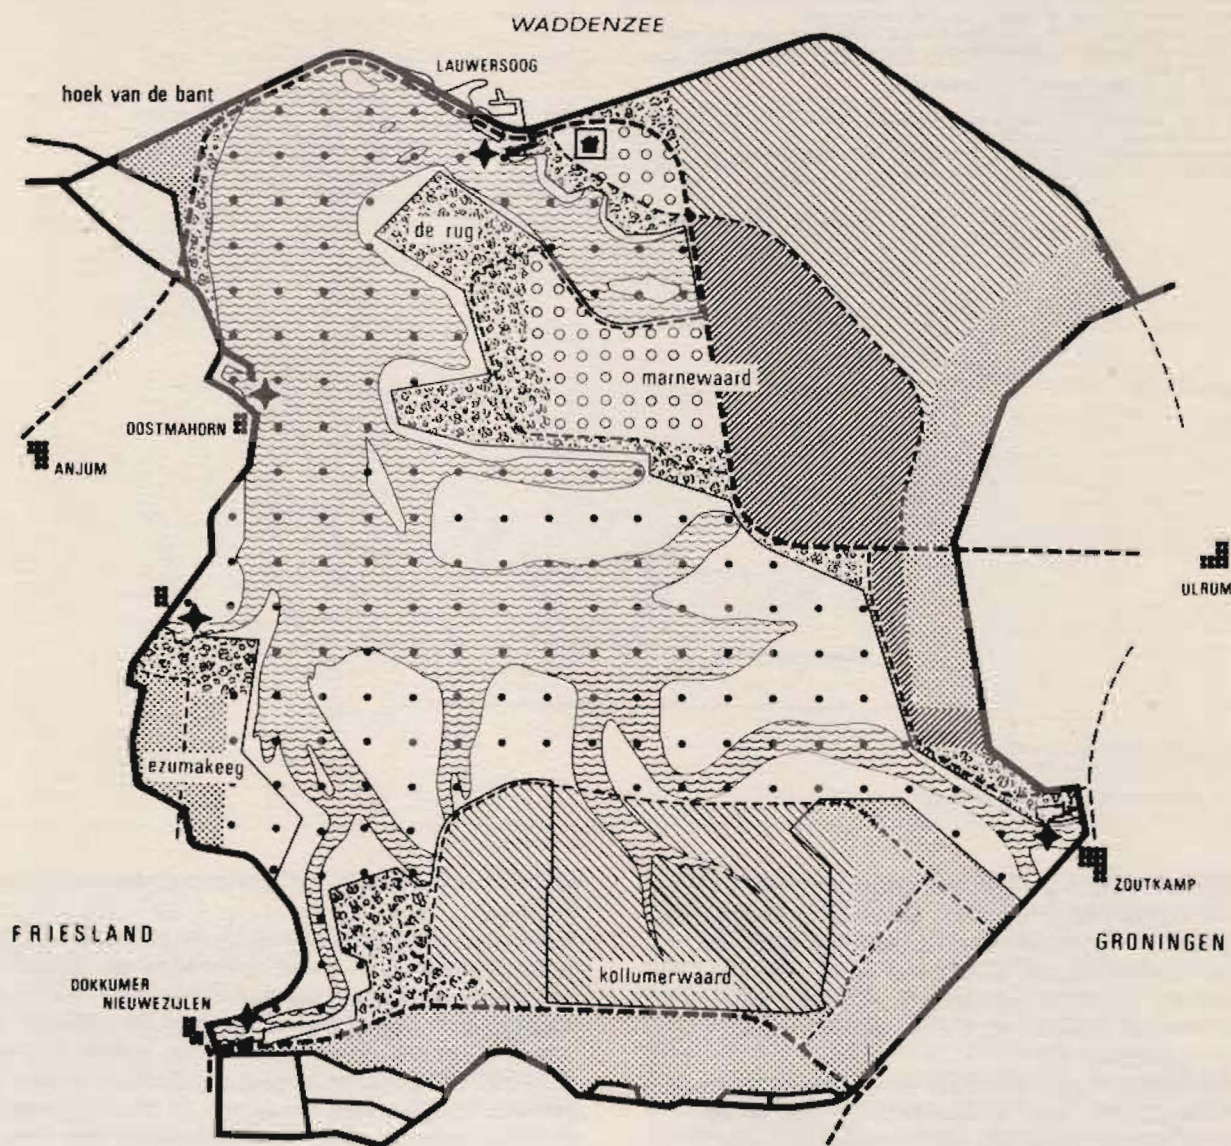 WADDENZEE
LAUWERSOOG
hoek van de bant
de rug
marnewaard
OOSTMAHORN
ANJUM
ULRUM
ezumakeeg
ZOUTKAMP
FRIESLAND
GRONINGEN
kollumerwaard
DOKKUMER
NIEUWEZIJLEN